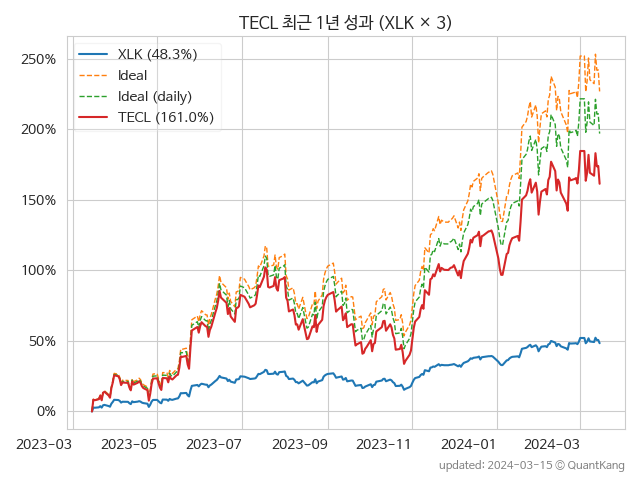 TECL 최근 1년 성과 (XLK × 3)
XLK (48.3%)
Ideal
Ideal (daily)
TECL (161.0%)
250%
200%
150%
100%
50%
0%
2023-03
2023-05
2023-07
2023-09
2023-11
2024-01
2024-03
updated: 2024-03-15 ⓒ QuantKang